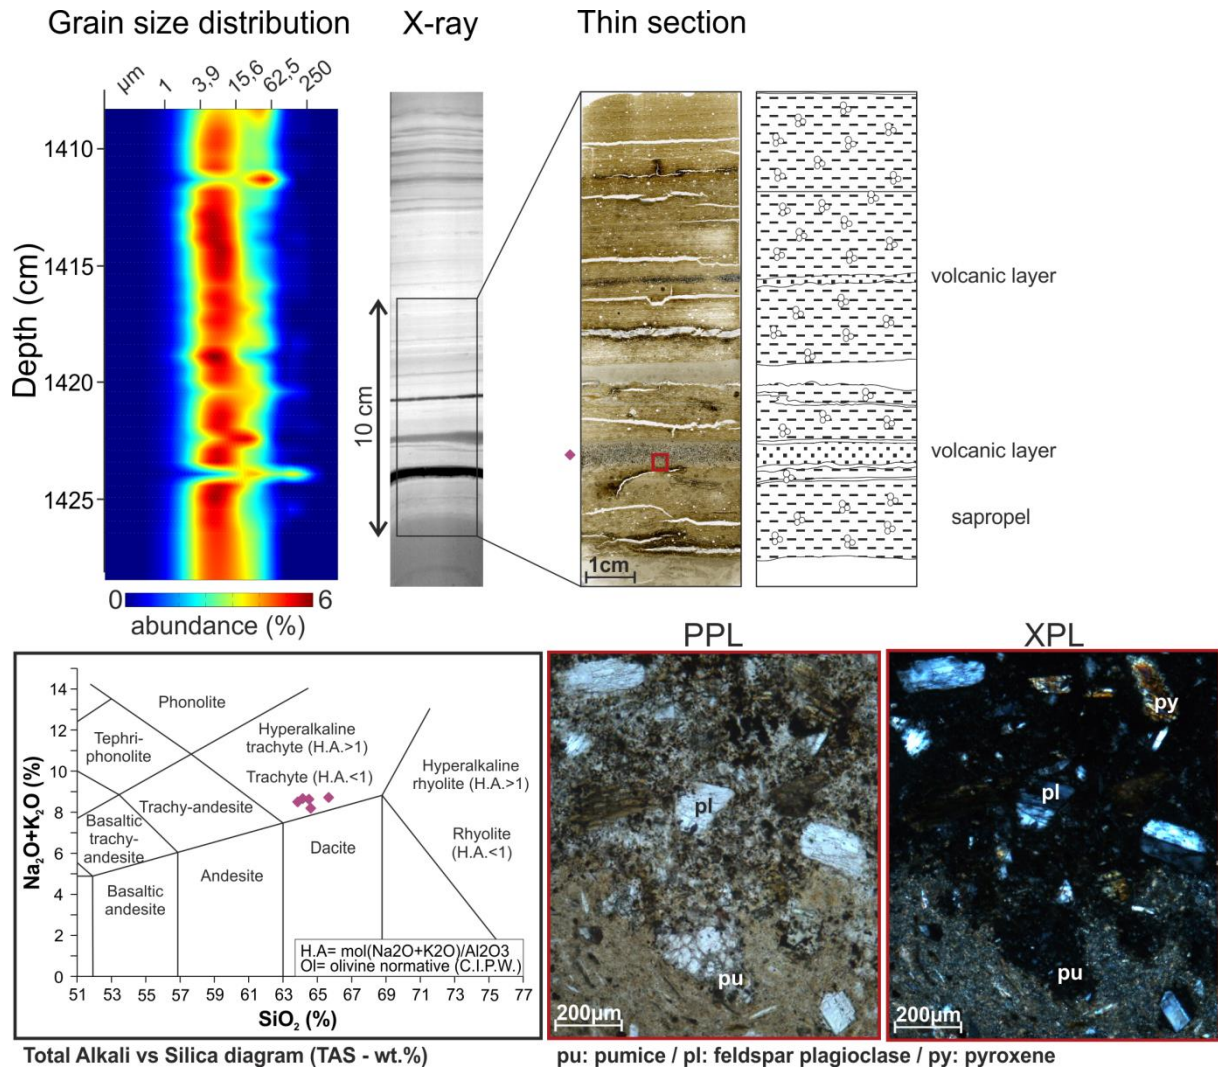 Grain size distribution
X-ray
Thin section
µm
1
3,9
15,6
62,5
250
Depth (cm)
1410
1415
1420
1425
0
6
abundance (%)
10 cm
1cm
volcanic layer
volcanic layer
sapropel
PPL
XPL
Na2O+K2O (%)
14
12
10
8
6
4
2
0
Phonolite
Tephri-
phonolite
Hyperalkaline
trachyte (H.A.>1)
Trachyte (H.A.<1)
Hyperalkaline
rhyolite (H.A.>1)
Trachy-andesite
Basaltic
trachy-
andesite
Basaltic
andesite
Andesite
Dacite
Rhyolite
(H.A.<1)
H.A= mol(Na2O+K2O)/Al2O3
Ol= olivine normative (C.I.P.W.)
51 53 55 57 59 61 63 65 67 69 71 73 75 77
SiO2 (%)
pl
pu
200µm
py
pl
pu
200µm
Total Alkali vs Silica diagram (TAS - wt.%)
pu: pumice / pl: feldspar plagioclase / py: pyroxene